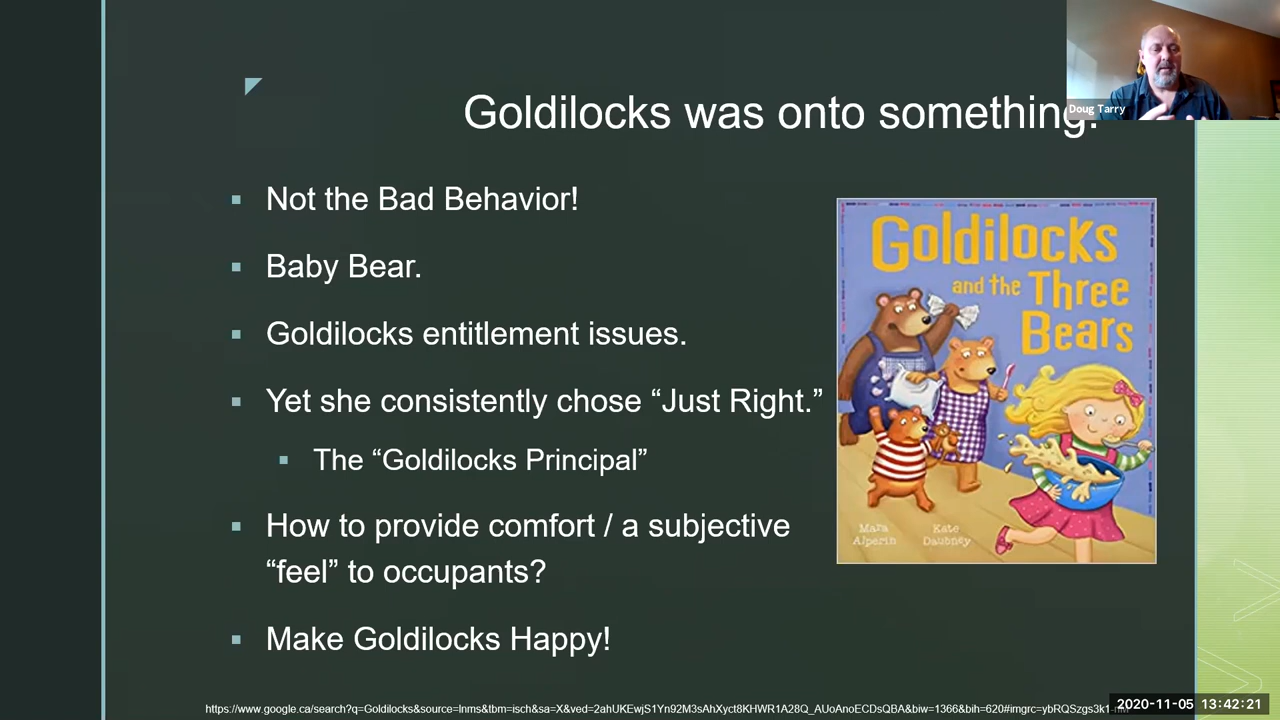 Doug Tarry
Goldilocks was onto something.
Not the Bad Behavior!
Baby Bear.
Goldilocks entitlement issues.
Yet she consistently chose “Just Right.”
The “Goldilocks Principal”
How to provide comfort / a subjective
“feel” to occupants?
Make Goldilocks Happy!
Goldilocks
and the Three
Bears
Mara Kate
Alperin Daubney
https://www.google.ca/search?q=Goldilocks&source=lnms&tbm=isch&sa=X&ved=2ahUKEwjS1Yn92M3sAhXyct8KHWR1A28Q_AUoAnoECDsQBA&biw=1366&bih=620#imgrc=ybRQSzgs3k1
2020-11-05 13:42:21